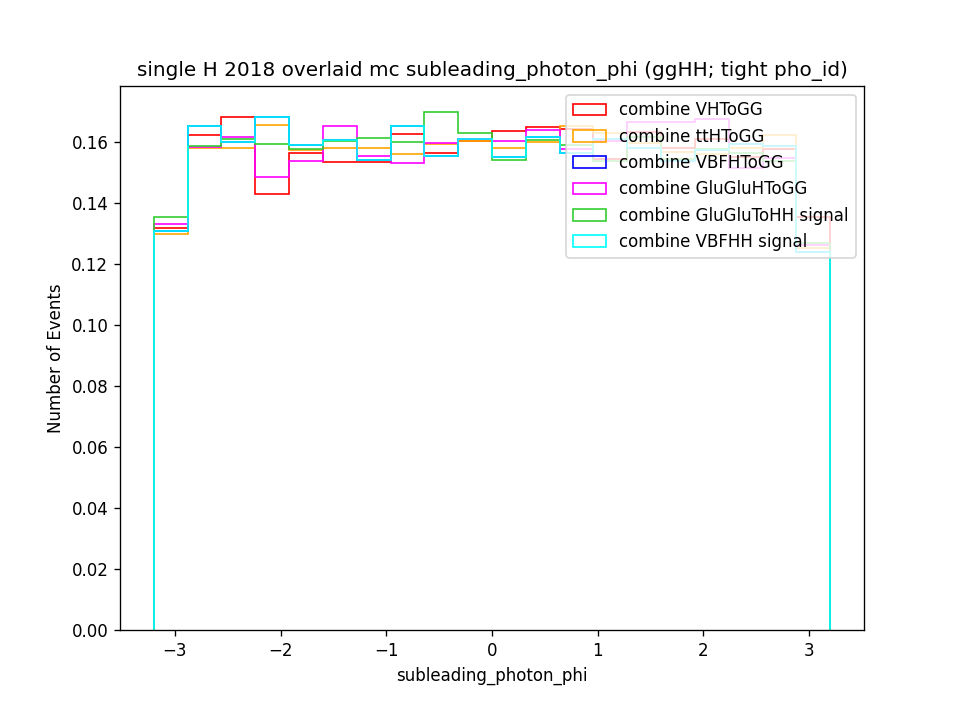 single H 2018 overlaid mc subleading_photon_phi (ggHH; tight pho_id)
Number of Events
0.16
0.14
0.12
0.10
0.08
0.06
0.04
0.02
0.00
combine VHToGG
combine ttHToGG
combine VBFHToGG
combine GluGluHToGG
combine GluGluToHH signal
combine VBFHH signal
−3 −2 −1 0 1 2 3
subleading_photon_phi